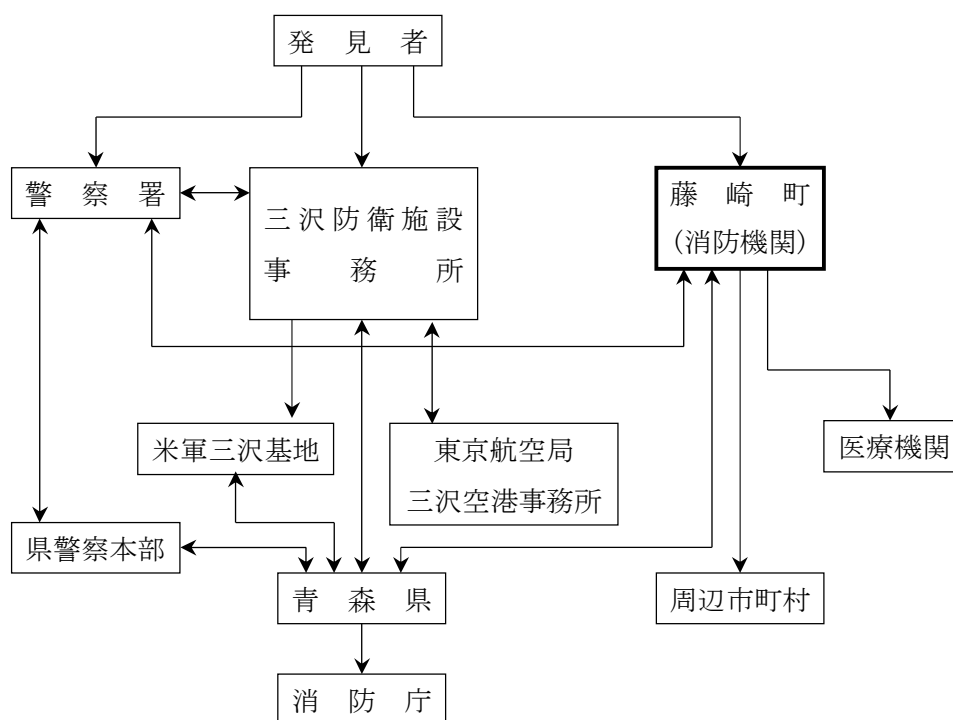 発見者
警察署
三沢防衛施設
事務所
藤崎町
(消防機関)
米軍三沢基地
東京航空局
三沢空港事務所
医療機関
県警察本部
青森県
周辺市町村
消防庁